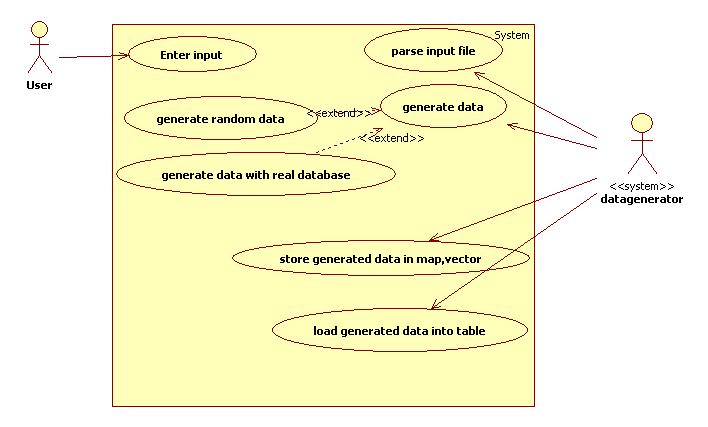 System
Enter input
parse input file
User
generate random data
<<extend>>
generate data
<<extend>>
generate data with real database
<<system>>
datagenerator
store generated data in map,vector
load generated data into table